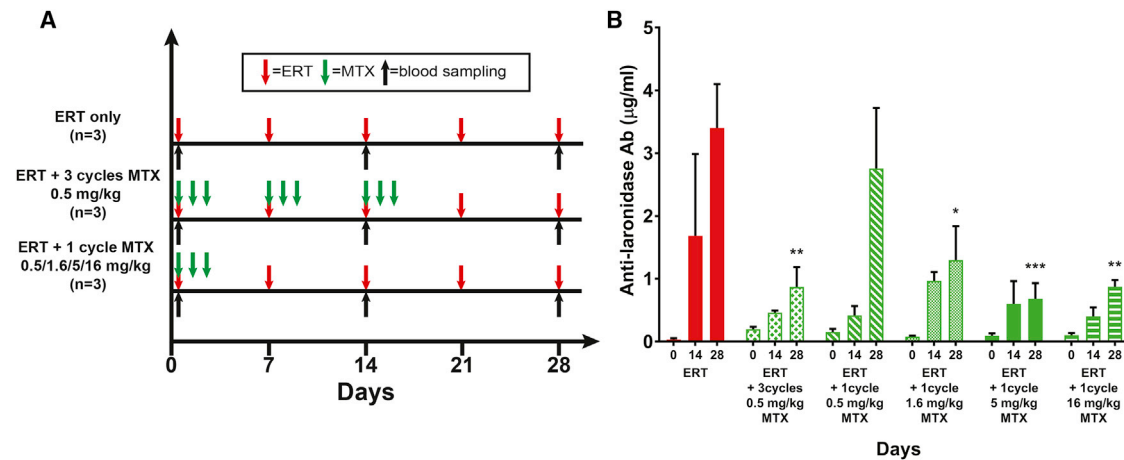 A
=ERT =MTX =blood sampling
ERT only
(n=3)
ERT + 3 cycles MTX
0.5 mg/kg
(n=3)
ERT + 1 cycle MTX
0.5/1.6/5/16 mg/kg
(n=3)
0 7 14 21 28
Days
B
Anti-laronidase Ab (μg/ml)
5
4
3
2
1
0
** * *** **
0 14 28 0 14 28 0 14 28 0 14 28 0 14 28 0 14 28
ERT
ERT
+ 3cycles
0.5 mg/kg
MTX
ERT
+ 1cycle
0.5 mg/kg
MTX
ERT
+ 1cycle
1.6 mg/kg
MTX
ERT
+ 1cycle
5 mg/kg
MTX
ERT
+ 1cycle
16 mg/kg
MTX
Days